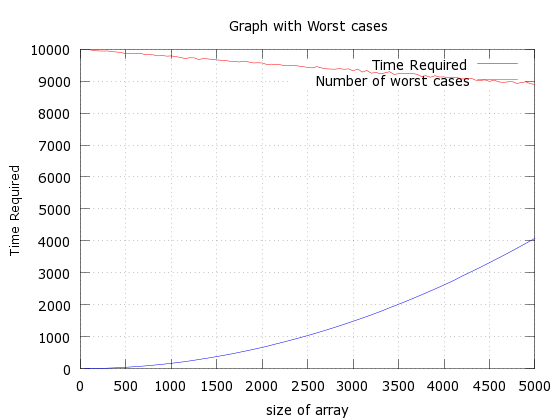 Graph with Worst cases
10000
9000
8000
7000
6000
5000
4000
3000
2000
1000
0
Time Required
Time Required
Number of worst cases
0 500 1000 1500 2000 2500 3000 3500 4000 4500 5000
size of array